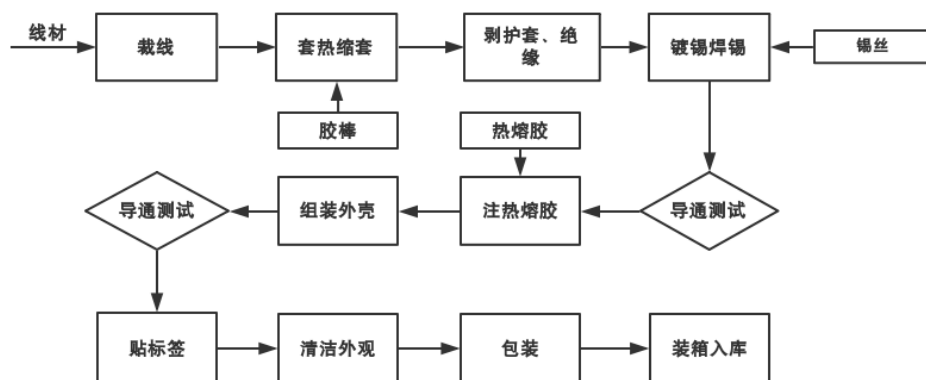 线材
裁线
套热缩套
剥护套、绝
缘
镀锡焊锡
锡丝
胶棒
热熔胶
导通测试
组装外壳
注热熔胶
导通测试
贴标签
清洁外观
包装
装箱入库